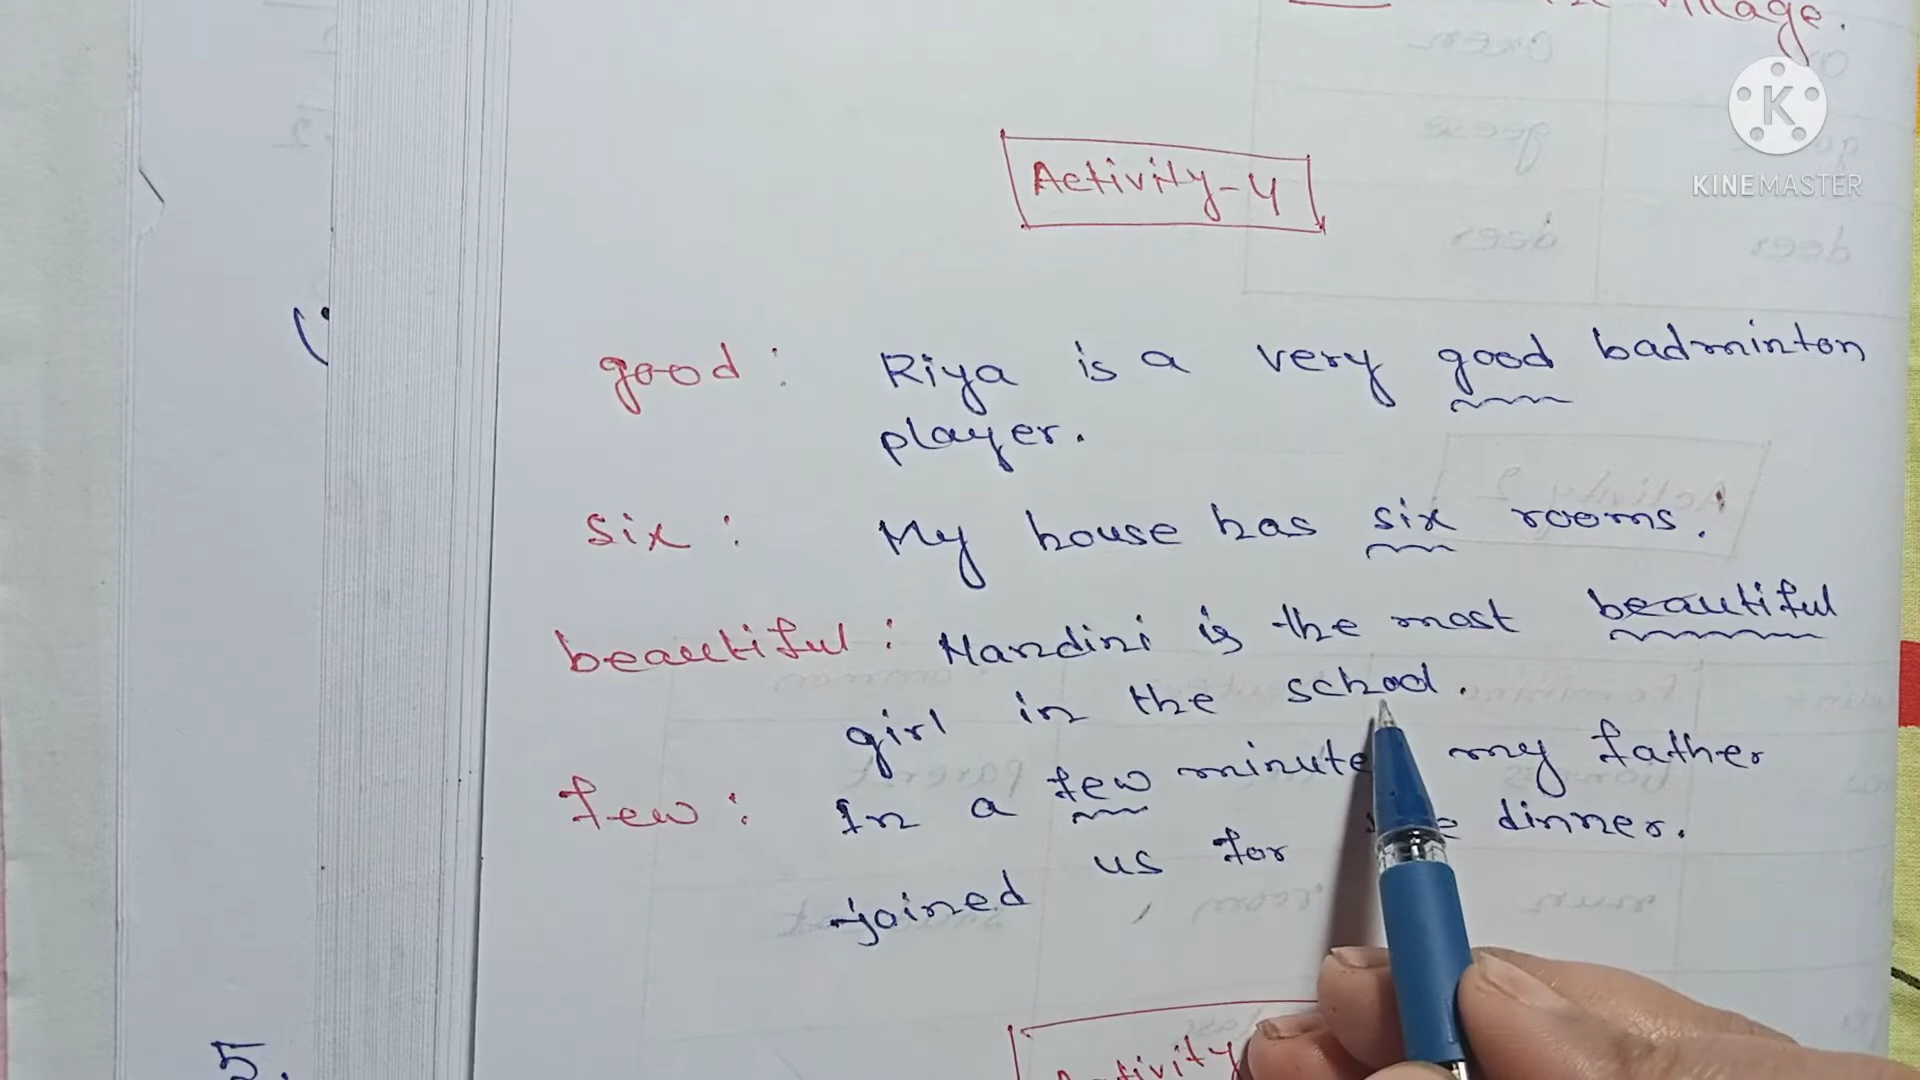 village.
KINEMASTER
Activity-4
good : Riya is a very good badminton
player.
six : My house has six rooms.
beautiful : Nandini is the most beautiful
girl in the school.
few : In a few minute my father
joined us for dinner.
Activity
5.